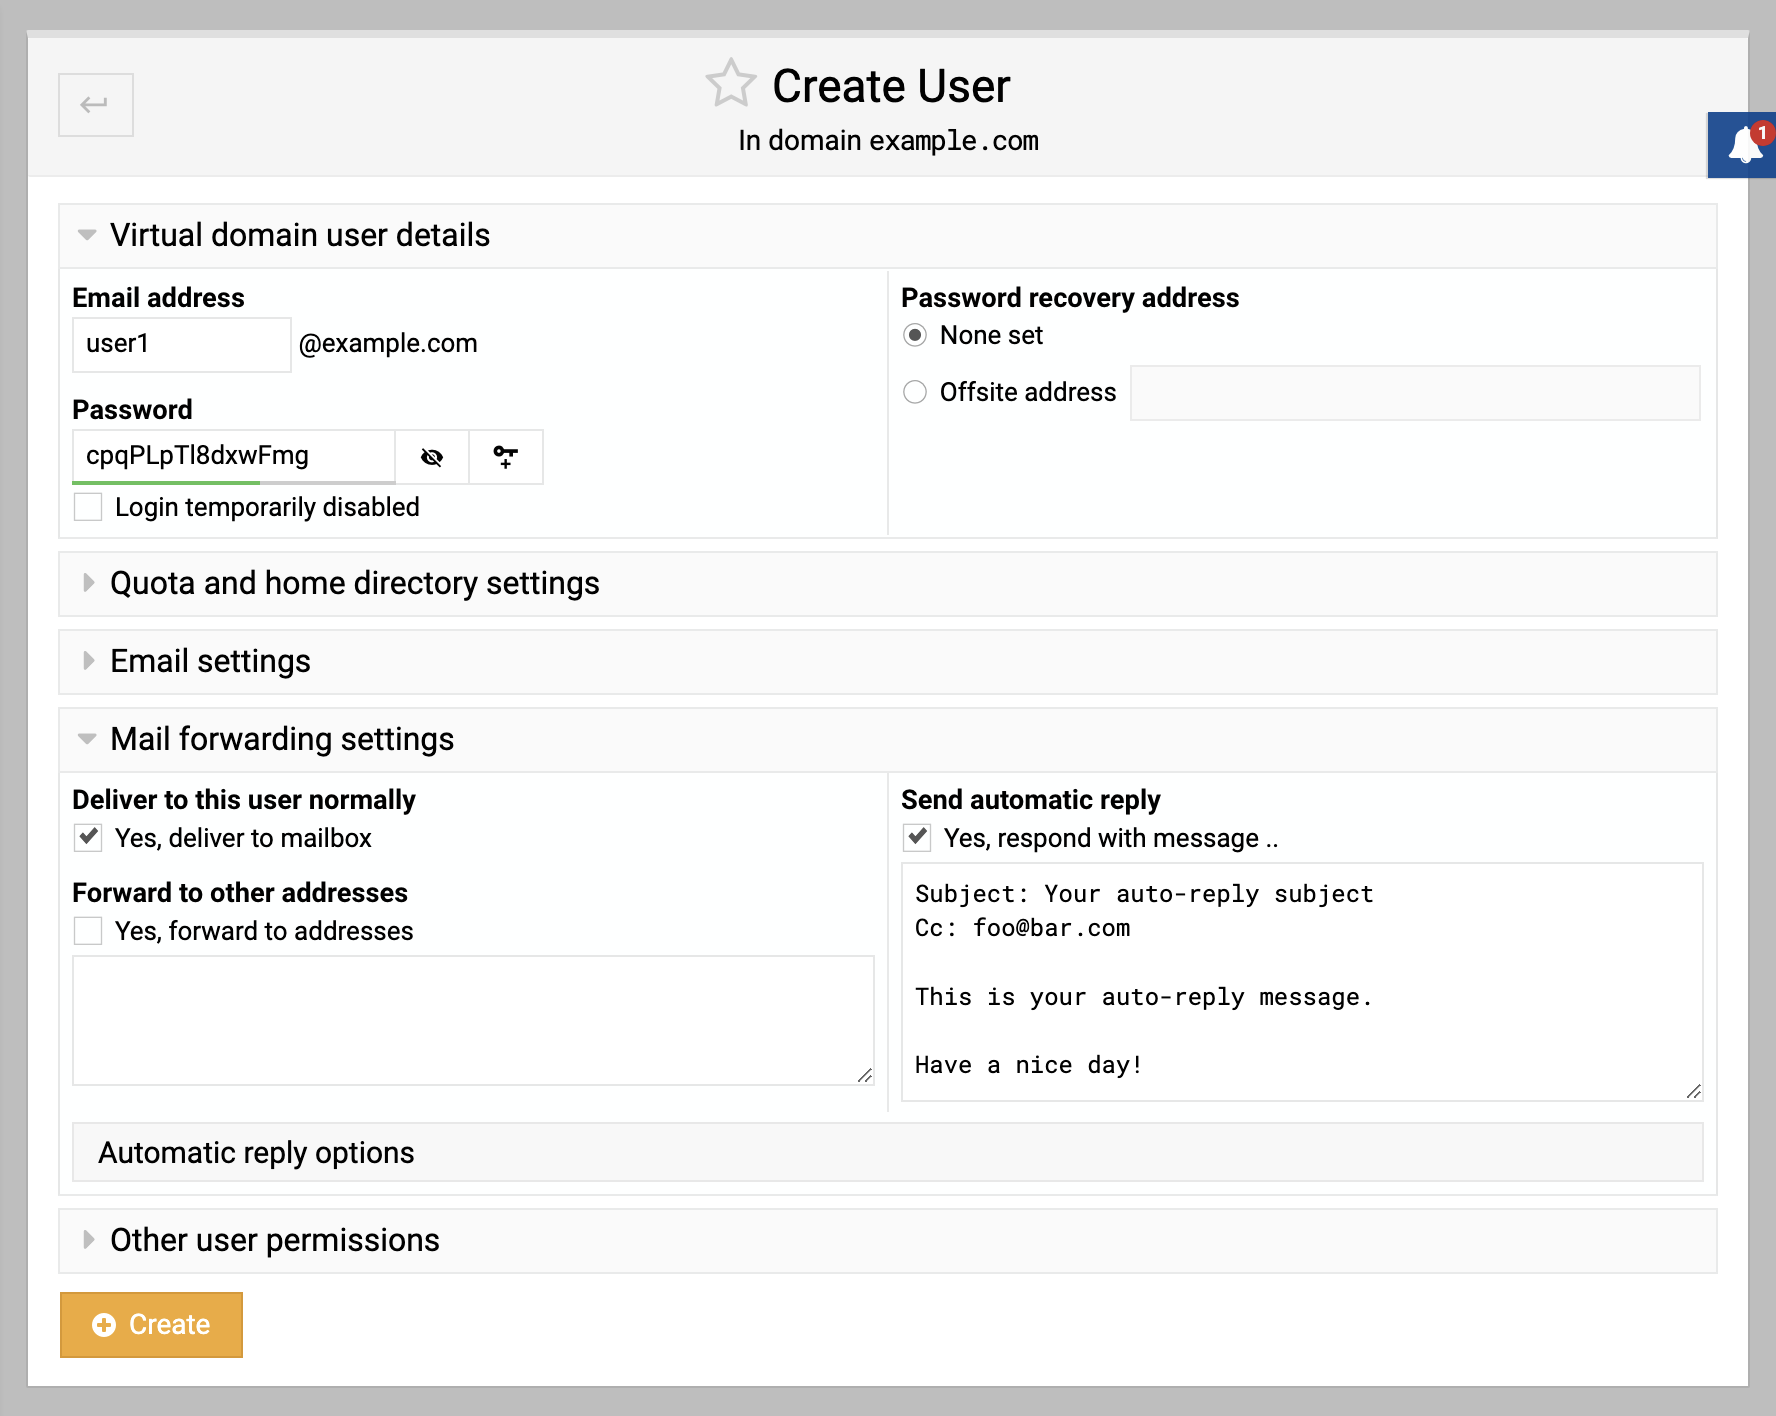 Create User
In domain example.com
1
Virtual domain user details
Email address
user1 @example.com
Password
cpqPLpTl8dxwFmg
Login temporarily disabled
Password recovery address
None set
Offsite address
Quota and home directory settings
Email settings
Mail forwarding settings
Deliver to this user normally
Yes, deliver to mailbox
Forward to other addresses
Yes, forward to addresses
Send automatic reply
Yes, respond with message ..
Subject: Your auto-reply subject
Cc: foo@bar.com
This is your auto-reply message.
Have a nice day!
Automatic reply options
Other user permissions
Create